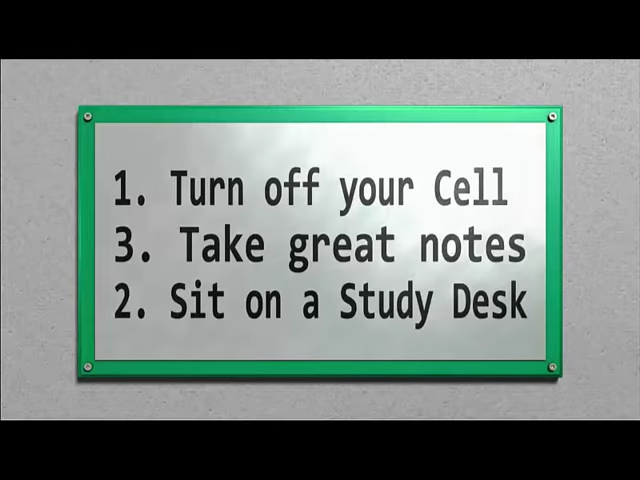 1. Turn off your Cell
3. Take great notes
2. Sit on a Study Desk